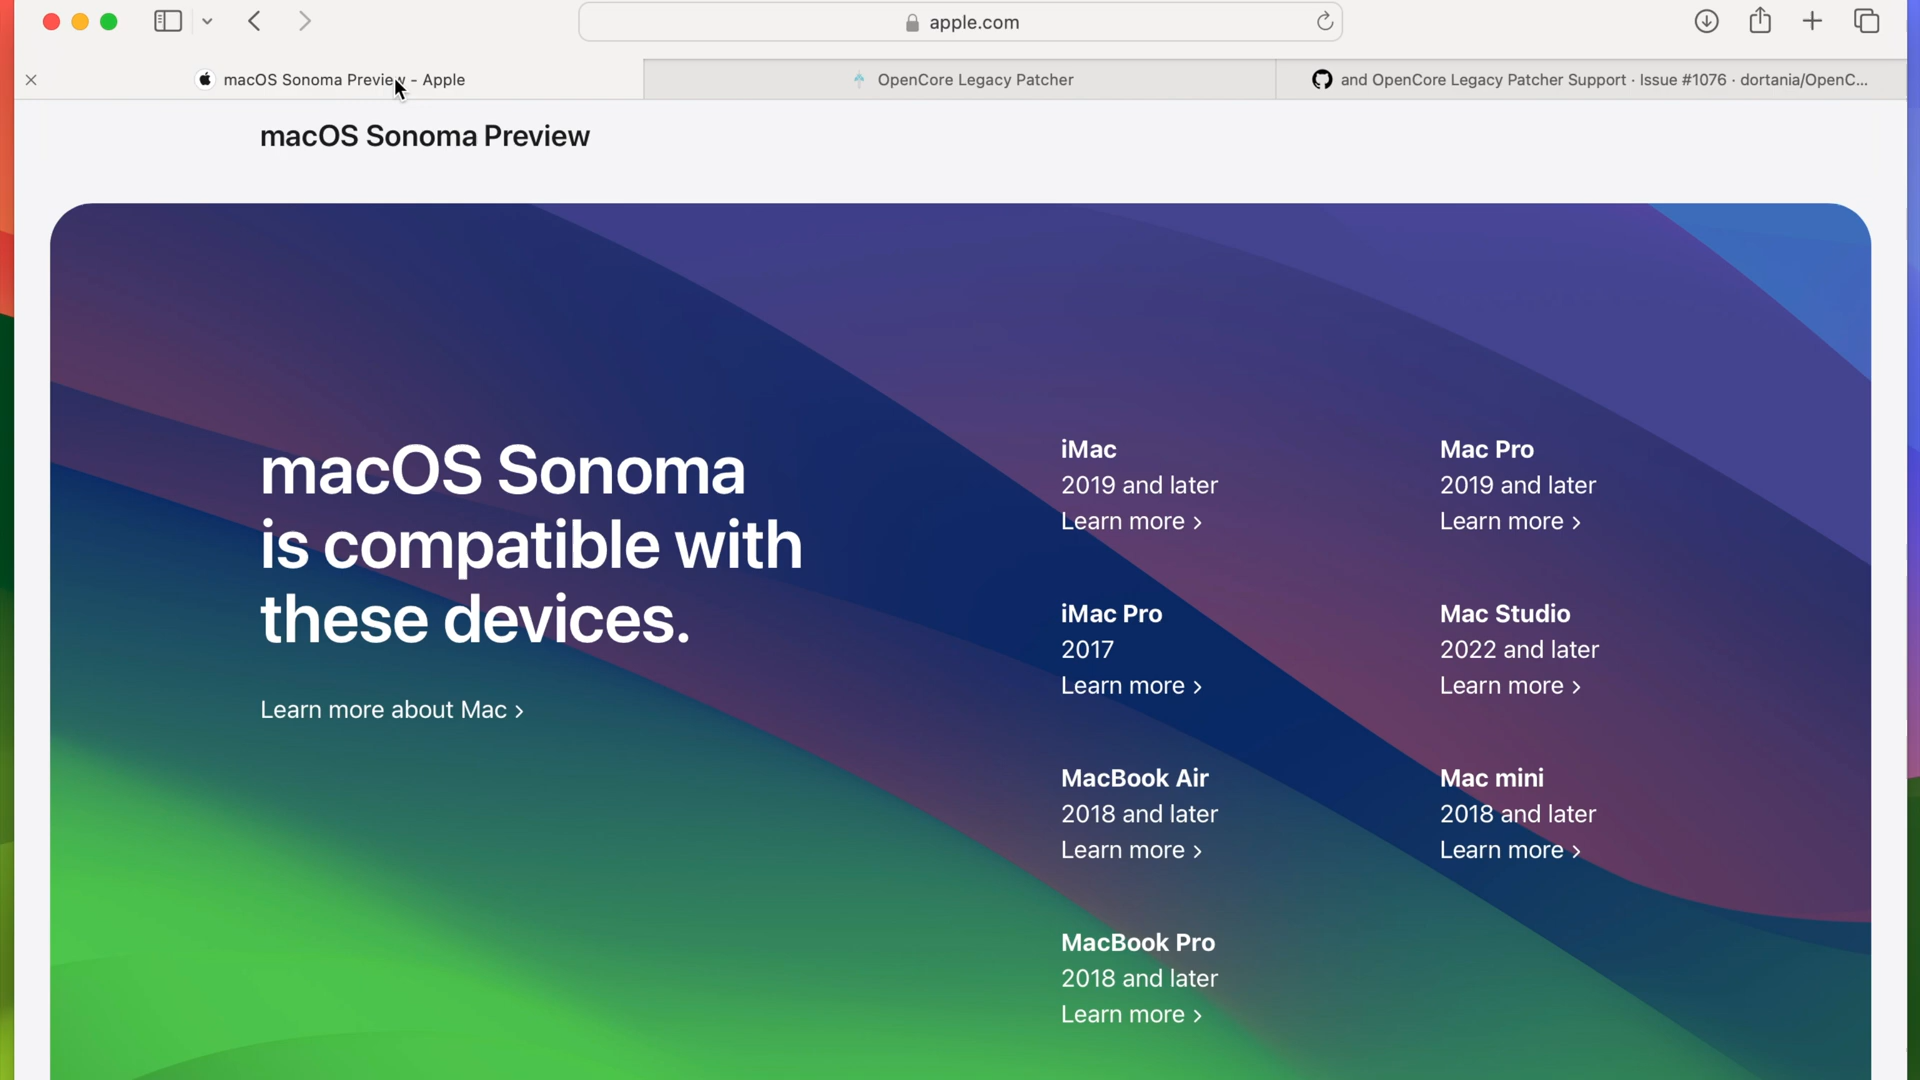 apple.com
macOS Sonoma Preview - Apple
OpenCore Legacy Patcher
and OpenCore Legacy Patcher Support · Issue #1076 · dortania/OpenC...
macOS Sonoma Preview
macOS Sonoma
is compatible with
these devices.
Learn more about Mac >
iMac
2019 and later
Learn more >
Mac Pro
2019 and later
Learn more >
iMac Pro
2017
Learn more >
Mac Studio
2022 and later
Learn more >
MacBook Air
2018 and later
Learn more >
Mac mini
2018 and later
Learn more >
MacBook Pro
2018 and later
Learn more >